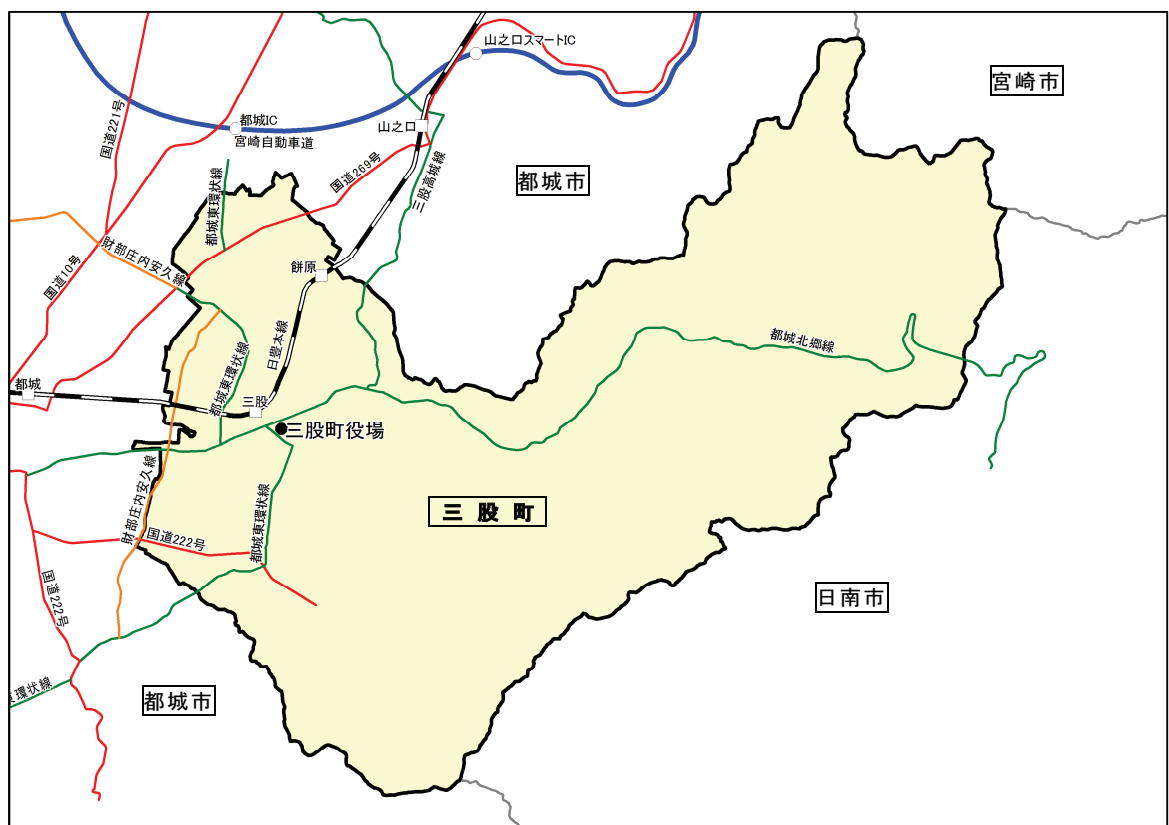 山之口スマートIC
宮崎市
国道221号
都城IC
宮崎自動車道
山之口
国道269号
三股高城線
都城市
都城東環状線
財部庄内安久線
餅原
国道10号
日豊本線
都城北郷線
都城東環状線
都城
三股
三股町役場
財部庄内安久線
都城東環状線
三股町
国道222号
国道222号
日南市
東環状線
都城市